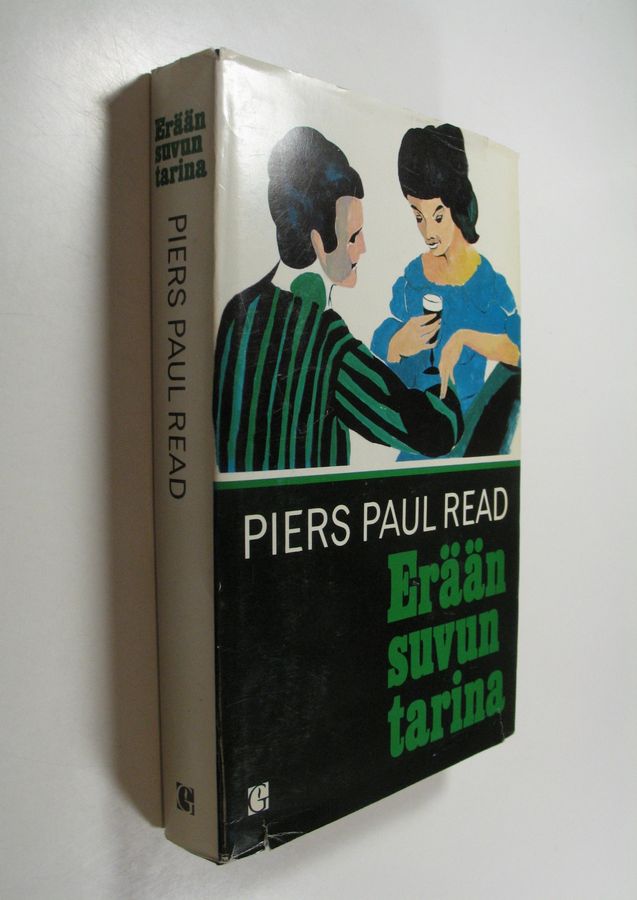 Erään
suvun
tarina
PIERS PAUL READ
G
PIERS PAUL READ
Erään
suvun
tarina